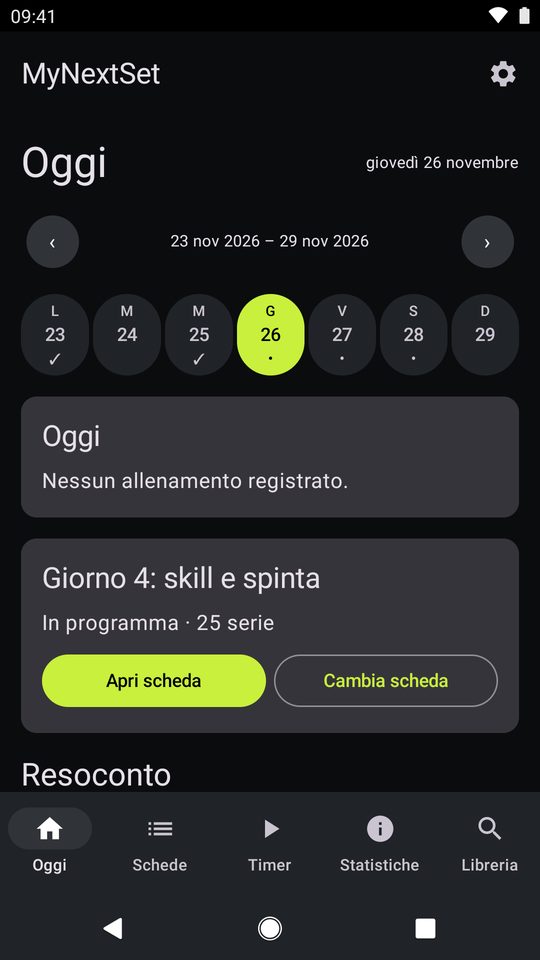 09:41
MyNextSet
Oggi
giovedì 26 novembre
‹ 23 nov 2026 – 29 nov 2026 ›
L M M G V S D
23 24 25 26 27 28 29
✓ ✓ • • •
Oggi
Nessun allenamento registrato.
Giorno 4: skill e spinta
In programma · 25 serie
Apri scheda Cambia scheda
Resoconto
Oggi Schede Timer Statistiche Libreria